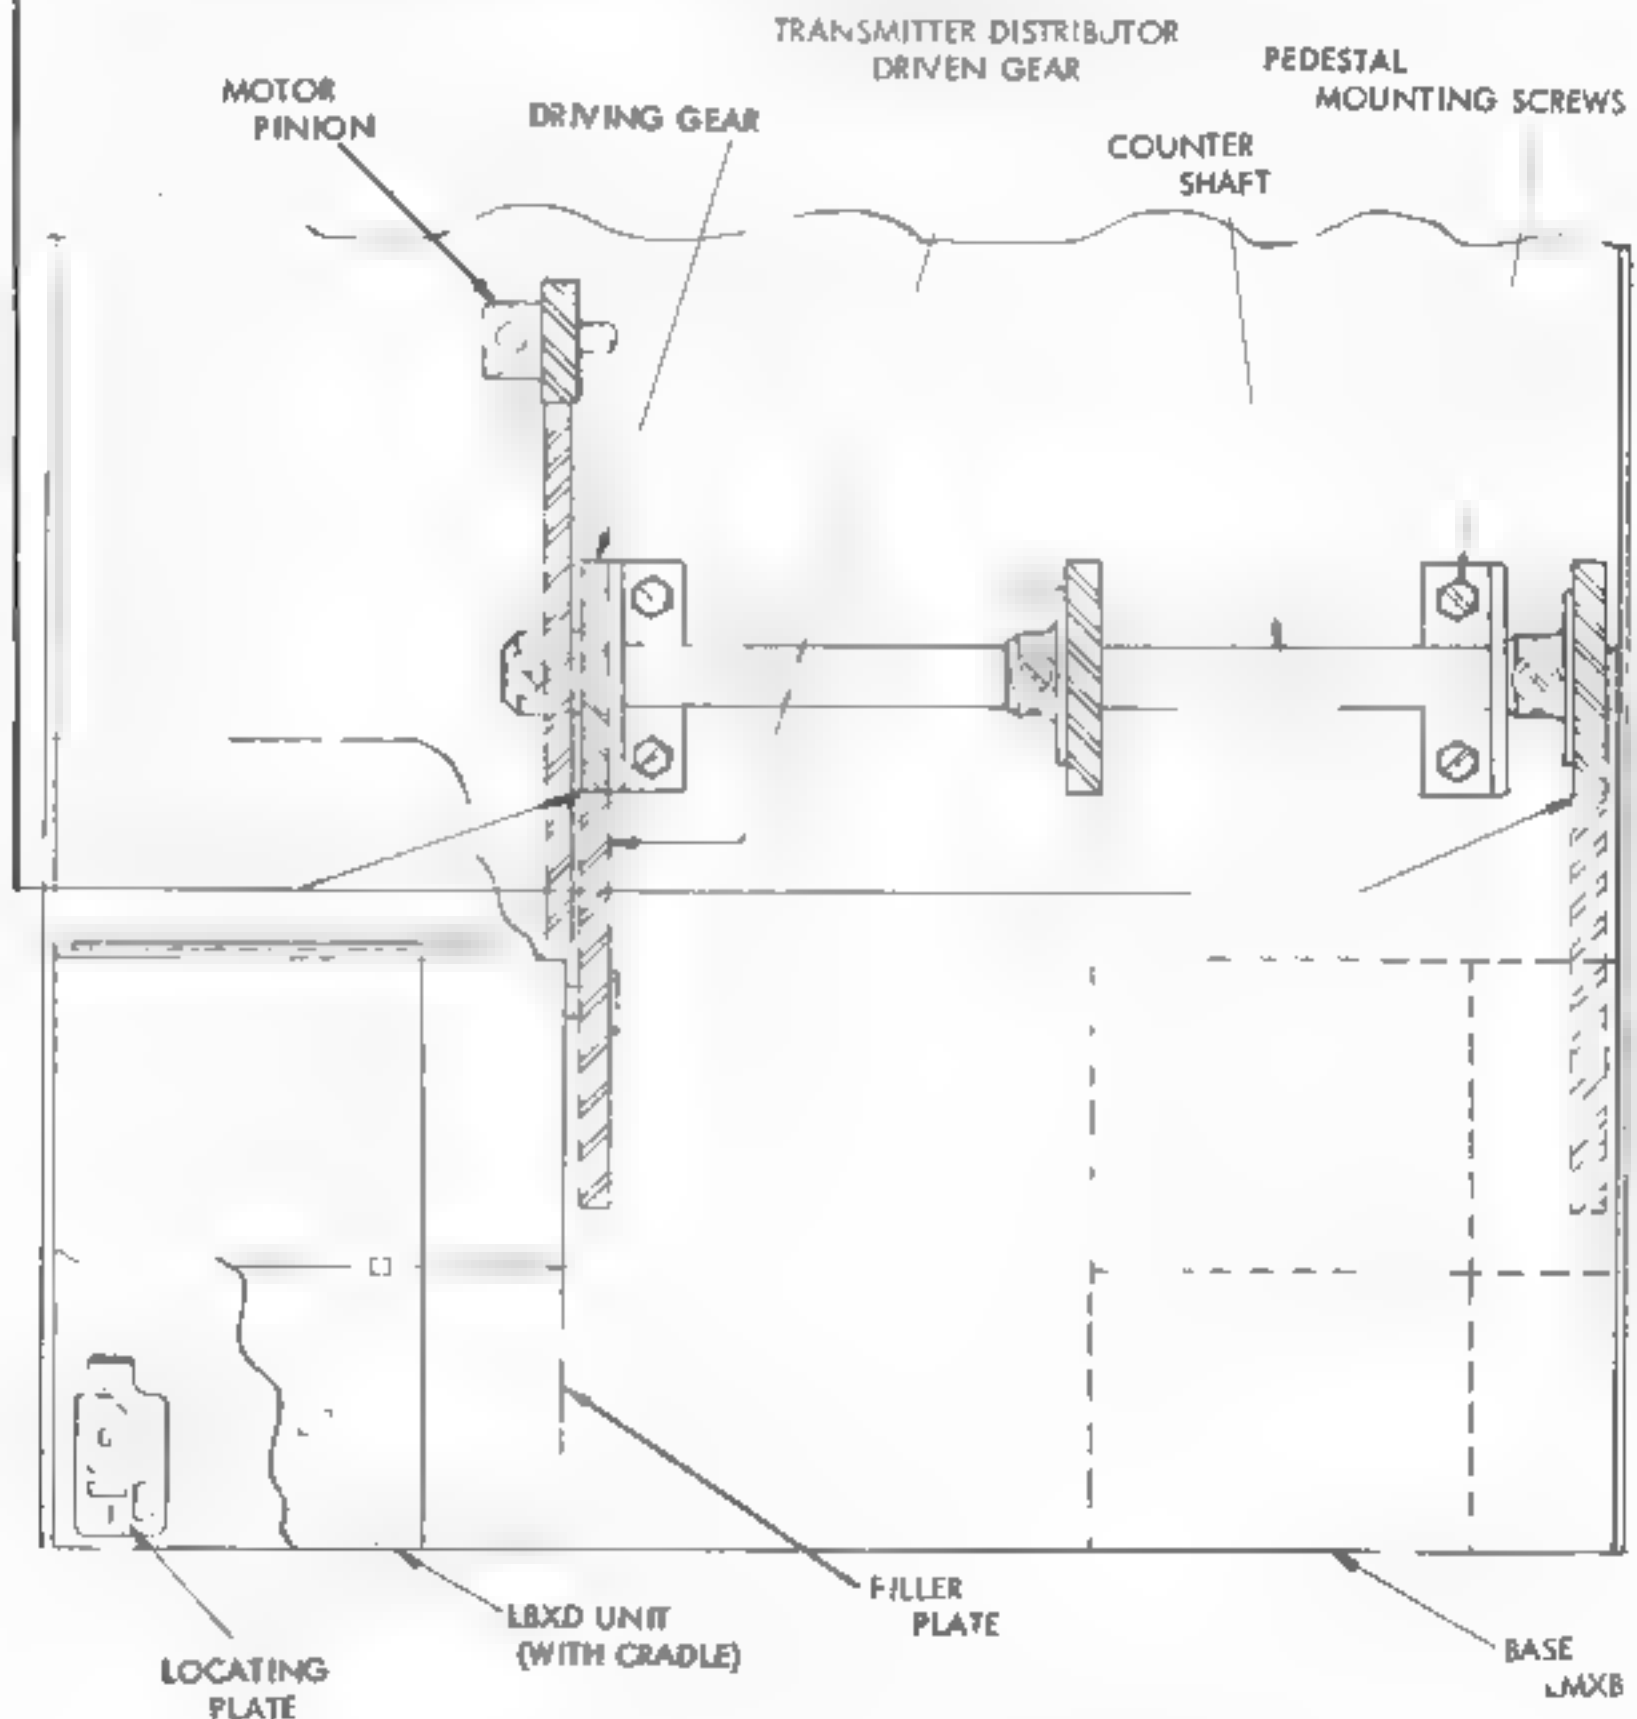 TRANSMITTER DISTRIBUTOR
DRIVEN GEAR
PEDESTAL
MOUNTING SCREWS
MOTOR
PINION
DRIVING GEAR
COUNTER
SHAFT
FILLER
PLATE
LBXD UNIT
(WITH CRADLE)
LOCATING
PLATE
BASE
LMXB